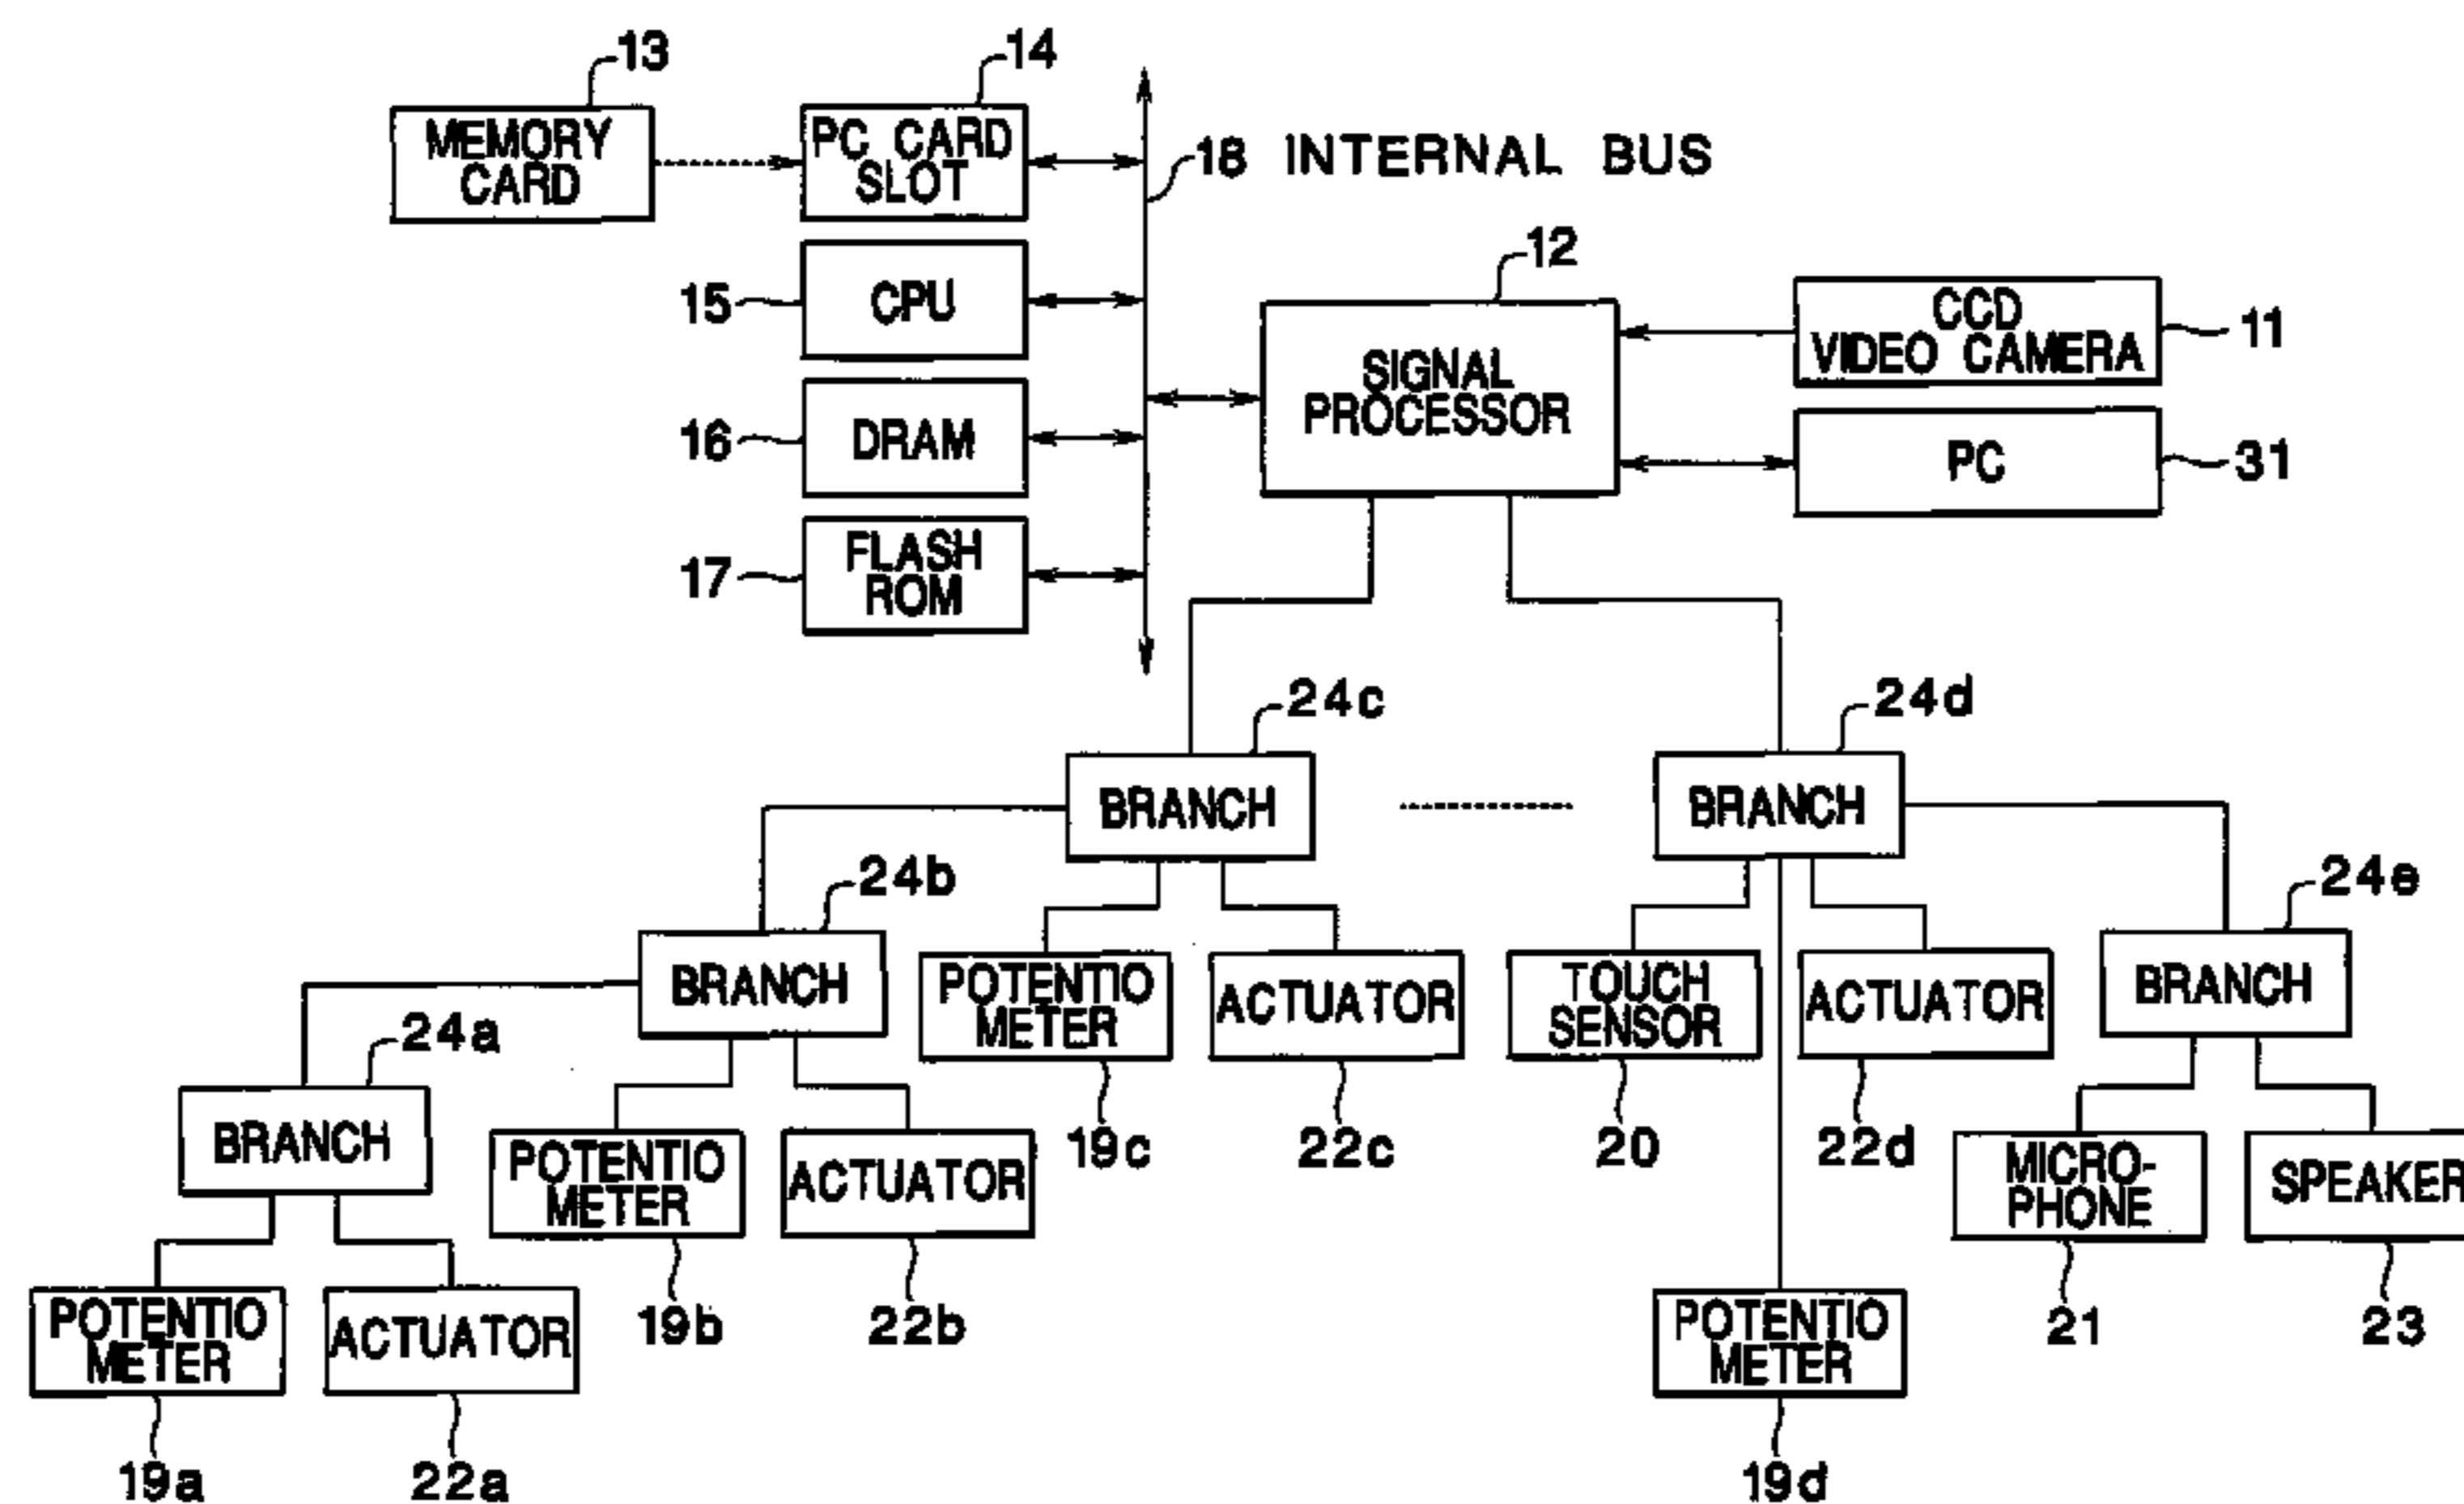 13
14
MEMORY
CARD
PC CARD
SLOT
18 INTERNAL BUS
12
15
CPU
CCD
VIDEO CAMERA
11
SIGNAL
PROCESSOR
16
DRAM
PC
31
17
FLASH
ROM
24c
24d
BRANCH
BRANCH
24b
24e
BRANCH
POTENTIO
METER
ACTUATOR
TOUCH
SENSOR
ACTUATOR
BRANCH
24a
BRANCH
POTENTIO
METER
ACTUATOR
19c
22c
20
22d
MICRO-
PHONE
SPEAKER
POTENTIO
METER
ACTUATOR
19b
22b
POTENTIO
METER
21
23
19a
22a
19d